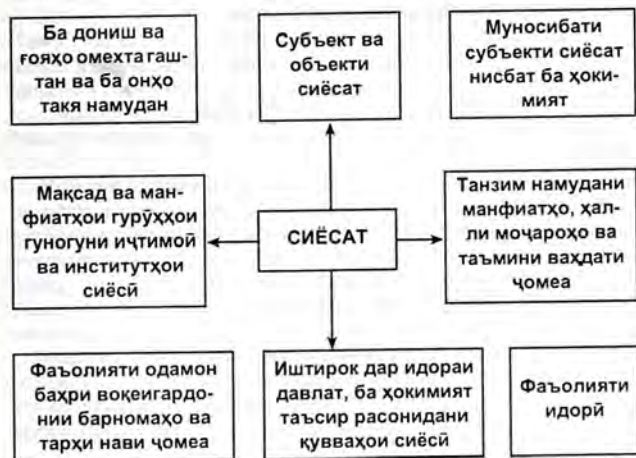 Ба дониш ва
ғояҳо омехта гаш-
тан ва ба онҳо
такя намудан
Субъект ва
объекти
сиёсат
Муносибати
субъекти сиёсат
нисбат ба ҳоки-
мият
Мақсад ва ман-
фиатҳои гурӯҳҳои
гуногуни иҷтимоӣ
ва институтҳои
сиёсӣ
СИЁСАТ
Танзим намудани
манфиатҳо, ҳал-
ли моҷароҳо ва
таъмини ваҳдати
ҷомеа
Фаъолияти одамон
баҳри воқеигардо-
нии барномаҳо ва
тарҳи нави ҷомеа
Иштирок дар идораи
давлат, ба ҳокимият
таъсир расонидани
қувваҳои сиёсӣ
Фаъолияти
идорӣ